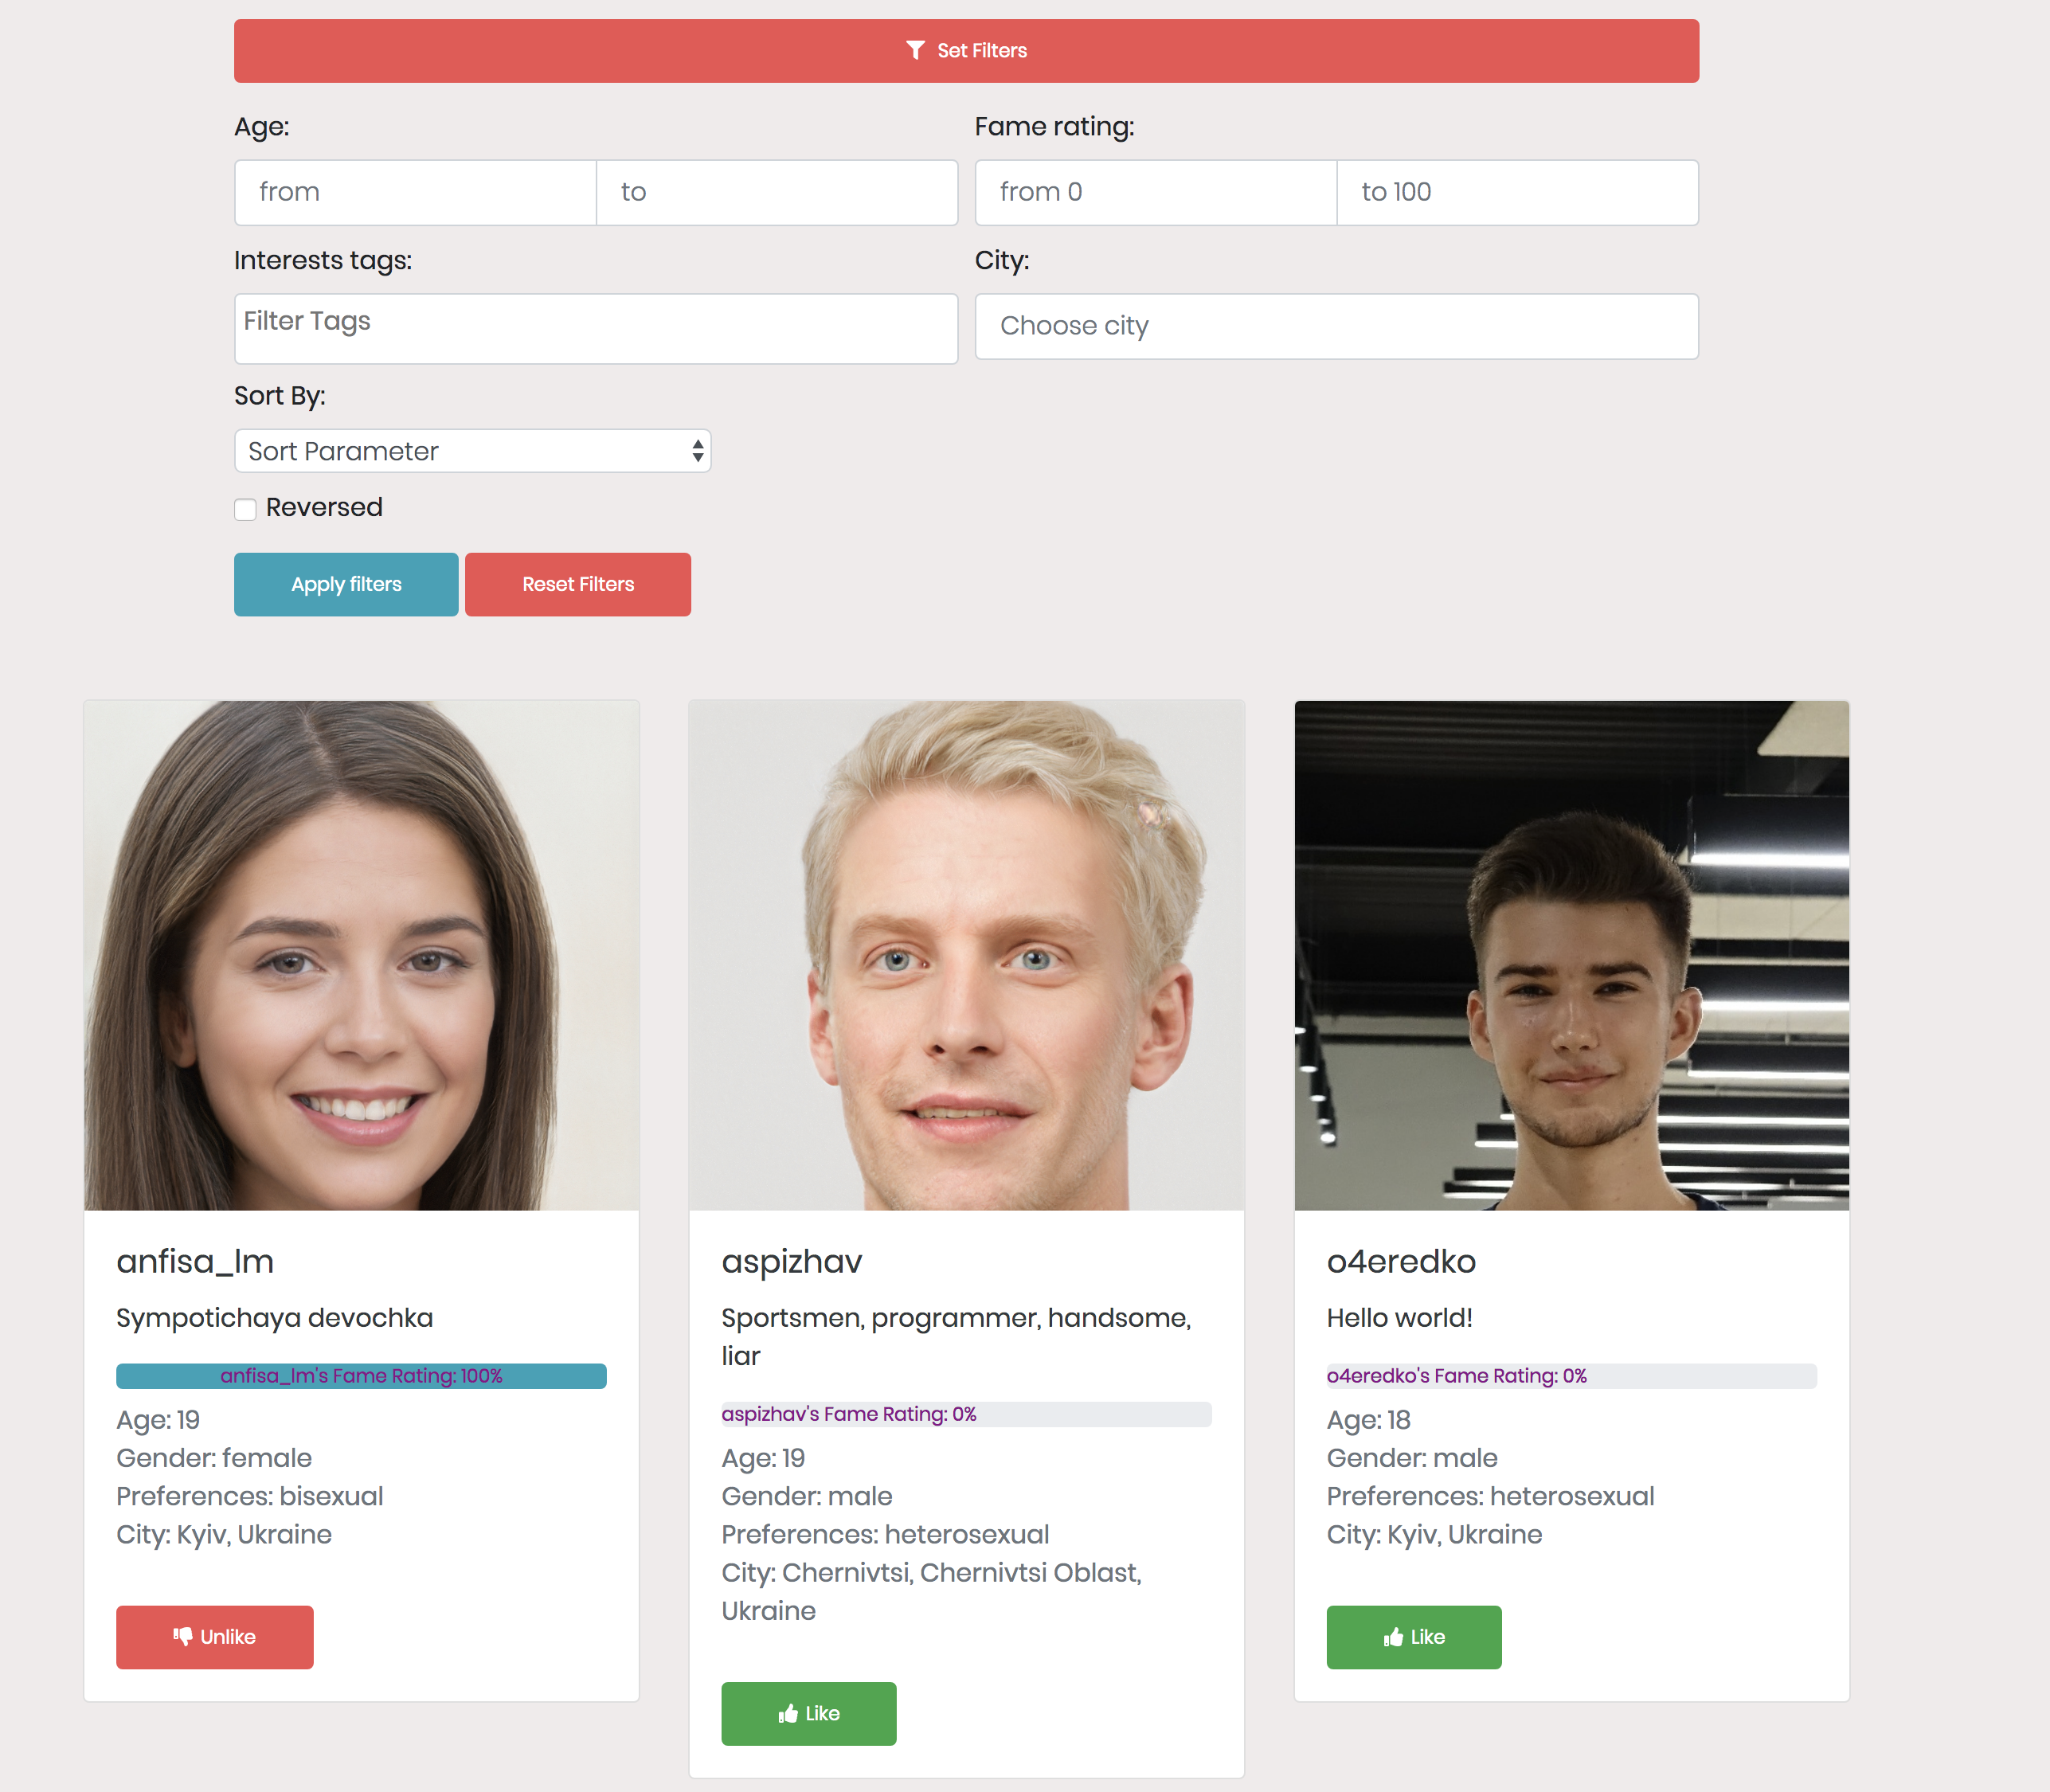 Set Filters
Age:
Fame rating:
from
to
from 0
to 100
Interests tags:
City:
Filter Tags
Choose city
Sort By:
Sort Parameter
Reversed
Apply filters
Reset Filters
anfisa_lm
Sympotichaya devochka
anfisa_lm's Fame Rating: 100%
Age: 19
Gender: female
Preferences: bisexual
City: Kyiv, Ukraine
Unlike
aspizhav
Sportsmen, programmer, handsome,
liar
aspizhav's Fame Rating: 0%
Age: 19
Gender: male
Preferences: heterosexual
City: Chernivtsi, Chernivtsi Oblast,
Ukraine
Like
o4eredko
Hello world!
o4eredko's Fame Rating: 0%
Age: 18
Gender: male
Preferences: heterosexual
City: Kyiv, Ukraine
Like